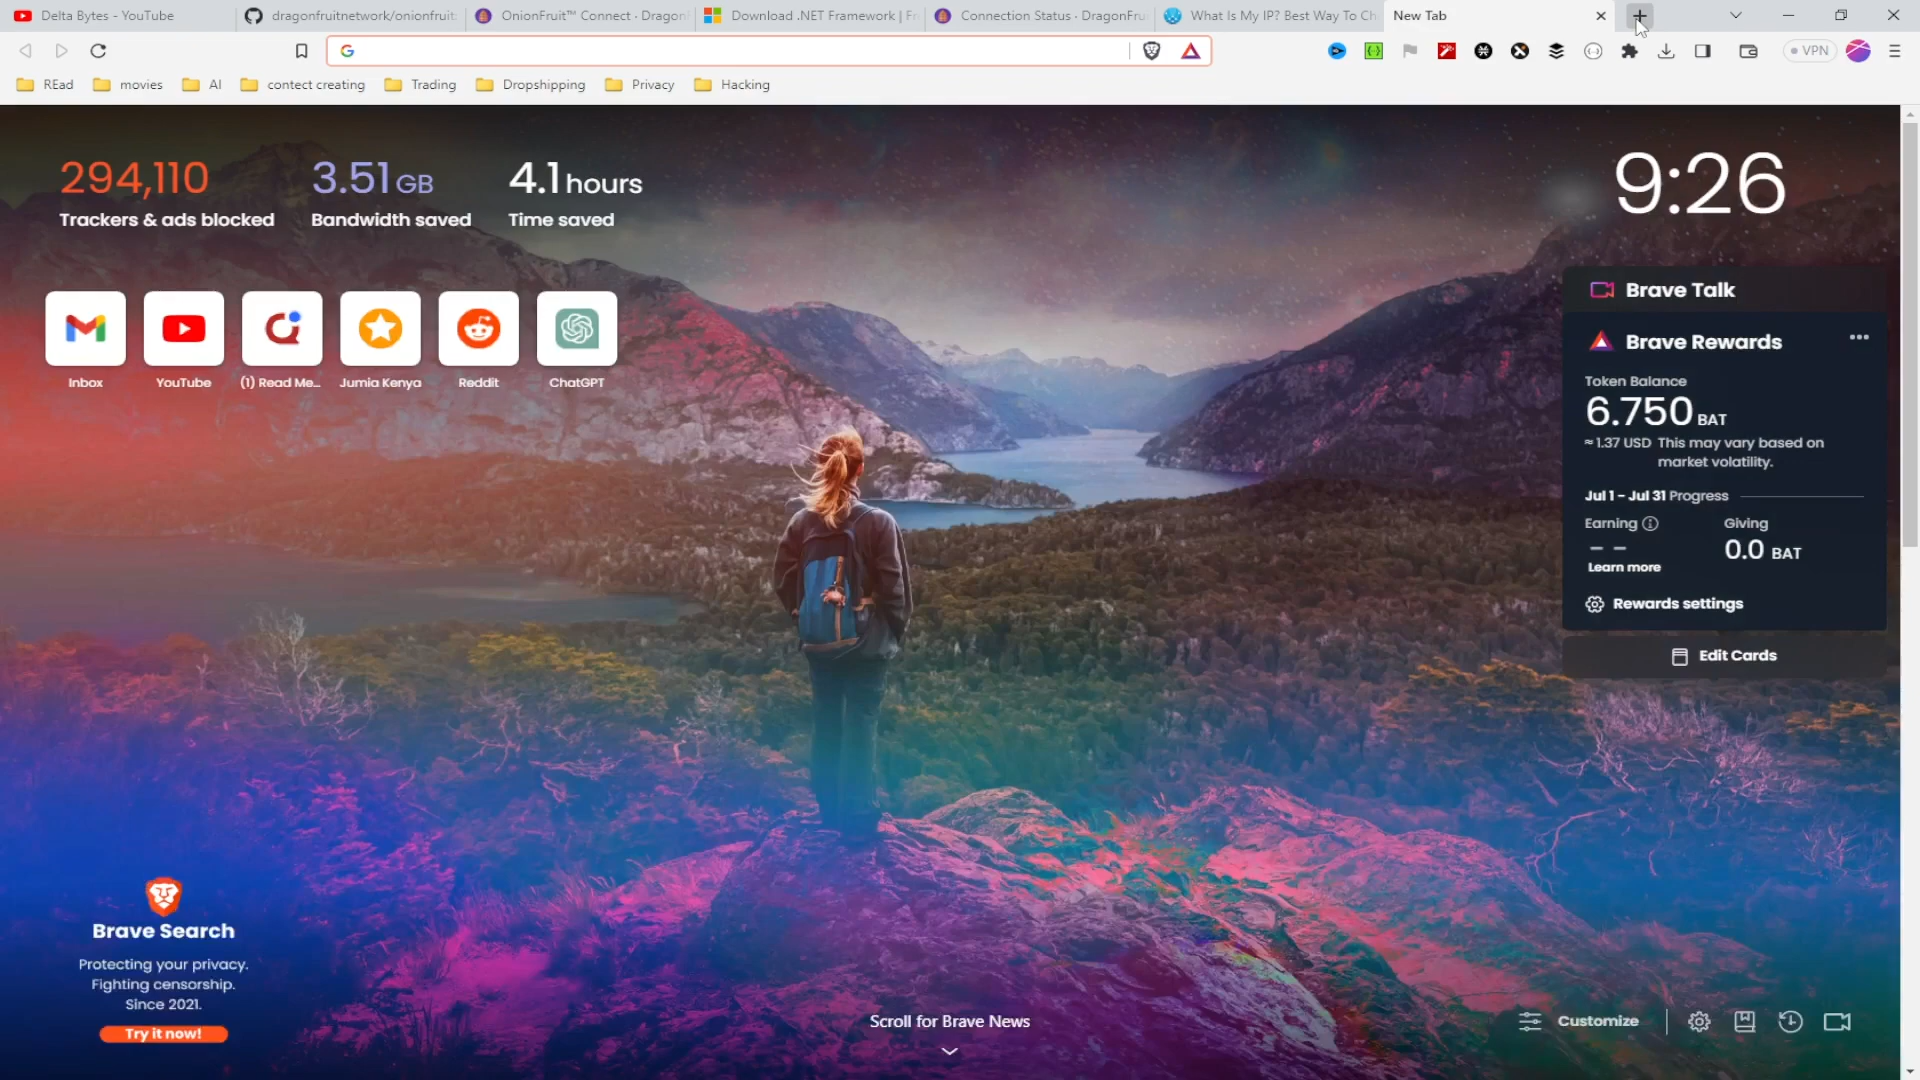 Delta Bytes - YouTube
dragonfruitnetwork/onionfruit:
OnionFruit™ Connect · Dragonf
Download .NET Framework | Fr
Connection Status · DragonFru
What Is My IP? Best Way To Ch
New Tab
VPN
REad
movies
AI
contect creating
Trading
Dropshipping
Privacy
Hacking
294,110
Trackers & ads blocked
3.51 GB
Bandwidth saved
4.1 hours
Time saved
9:26
Inbox
YouTube
(1) Read Me...
Jumia Kenya
Reddit
ChatGPT
Brave Talk
Brave Rewards
Token Balance
6.750 BAT
≈ 1.37 USD This may vary based on
market volatility.
Jul 1 - Jul 31 Progress
Earning
Giving
- -
0.0 BAT
Learn more
Rewards settings
Edit Cards
Brave Search
Protecting your privacy.
Fighting censorship.
Since 2021.
Try it now!
Scroll for Brave News
Customize